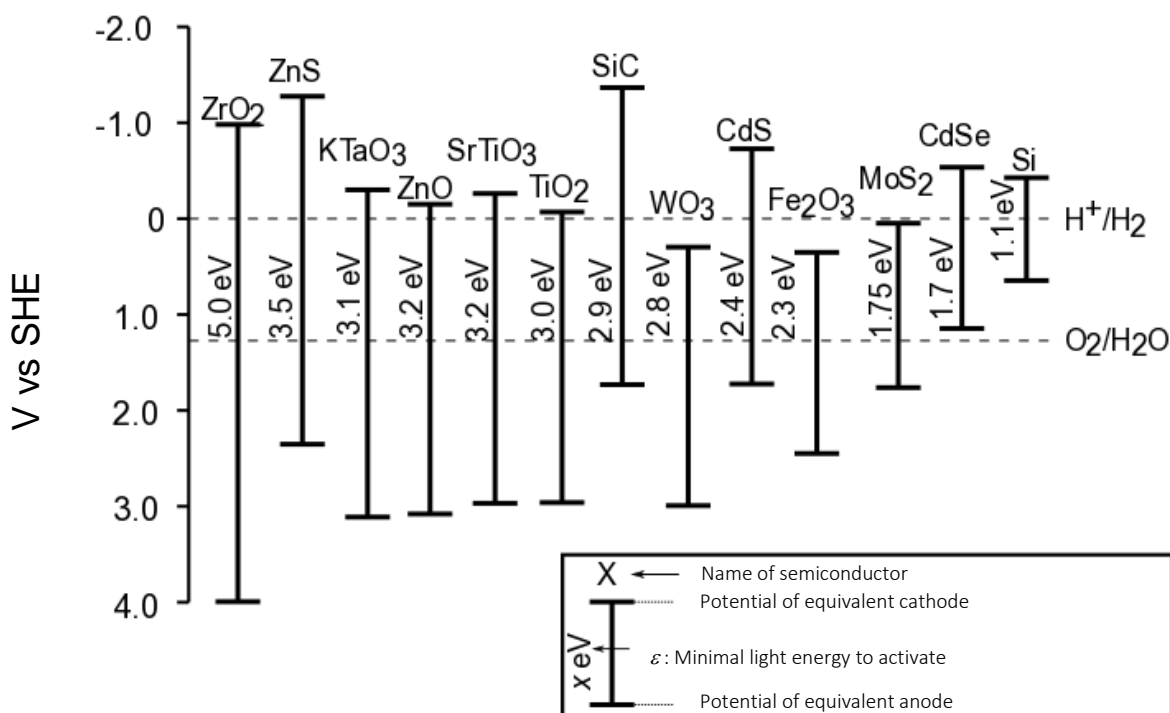 V vs SHE
-2.0
-1.0
0
1.0
2.0
3.0
4.0
ZrO2
5.0 eV
ZnS
3.5 eV
KTaO3
3.1 eV
ZnO
3.2 eV
SrTiO3
3.2 eV
TiO2
3.0 eV
SiC
2.9 eV
WO3
2.8 eV
CdS
2.4 eV
Fe2O3
2.3 eV
MoS2
1.75 eV
CdSe
1.7 eV
Si
1.1 eV
H+/H2
O2/H2O
X
Name of semiconductor
Potential of equivalent cathode
x eV
ε : Minimal light energy to activate
Potential of equivalent anode